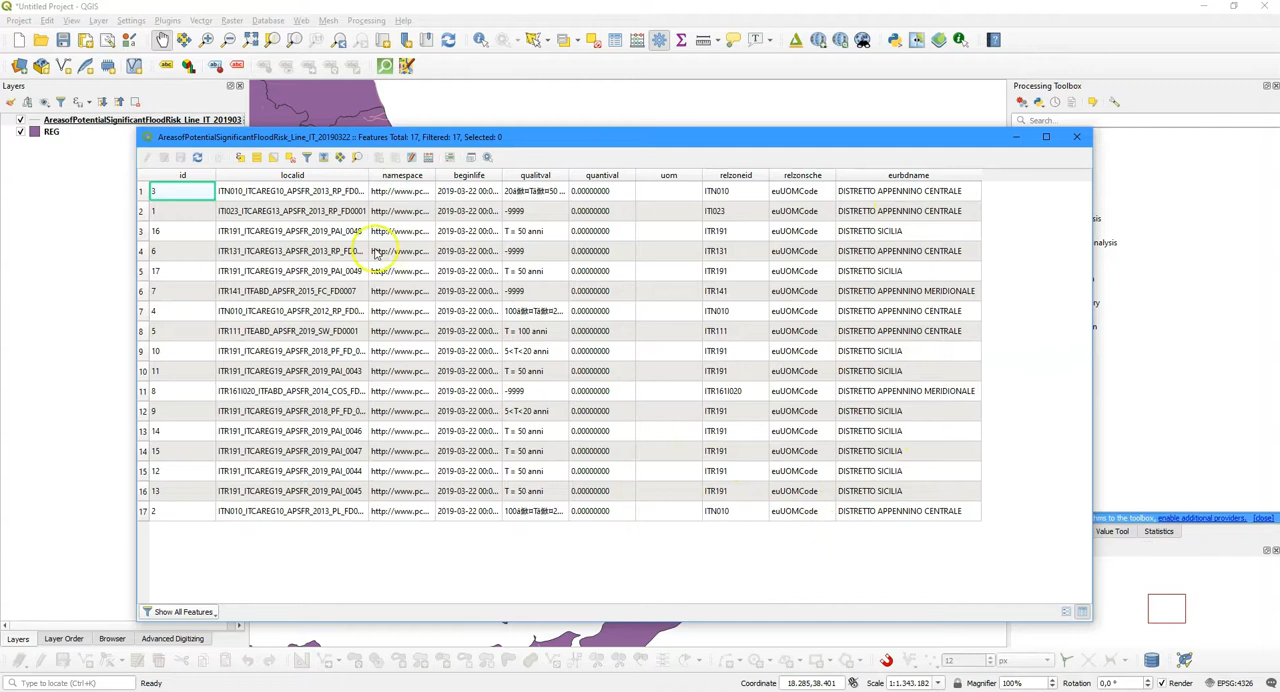 *Untitled Project — QGIS
Project Edit View Layer Settings Plugins Vector Raster Database Web Mesh Processing Help
Layers
AreasofPotentialSignificantFloodRisk_Line_IT_201903
REG
Processing Toolbox
Search...
AreasofPotentialSignificantFloodRisk_Line_IT_20190322 :: Features Total: 17, Filtered: 17, Selected: 0
id localid namespace beginlife qualitval quantival uom relzoneid relzonsche eurbdname
1 3 ITN010_ITCAREG10_APSFR_2013_RP_FD0... http://www.pc... 2019-03-22 00:0... 0.00000000 ITN010 euUOMCode DISTRETTO APPENNINO CENTRALE
2 1 ITI023_ITCAREG13_APSFR_2013_RP_FD0001 http://www.pc... 2019-03-22 00:0... -9999 0.00000000 ITI023 euUOMCode DISTRETTO APPENNINO CENTRALE
3 16 ITR191_ITCAREG19_APSFR_2019_PAI_0048 http://www.pc... 2019-03-22 00:0... T = 50 anni 0.00000000 ITR191 euUOMCode DISTRETTO SICILIA
4 6 ITR131_ITCAREG13_APSFR_2013_RP_FD0... http://www.pc... 2019-03-22 00:0... -9999 0.00000000 ITR131 euUOMCode DISTRETTO APPENNINO CENTRALE
5 17 ITR191_ITCAREG19_APSFR_2019_PAI_0049 http://www.pc... 2019-03-22 00:0... T = 50 anni 0.00000000 ITR191 euUOMCode DISTRETTO SICILIA
6 7 ITR141_ITFABD_APSFR_2015_FC_FD0007 http://www.pc... 2019-03-22 00:0... -9999 0.00000000 ITR141 euUOMCode DISTRETTO APPENNINO MERIDIONALE
7 4 ITN010_ITCAREG10_APSFR_2012_RP_FD0... http://www.pc... 2019-03-22 00:0... 0.00000000 ITN010 euUOMCode DISTRETTO APPENNINO CENTRALE
8 5 ITR111_ITEABD_APSFR_2019_SW_FD0001 http://www.pc... 2019-03-22 00:0... T = 100 anni 0.00000000 ITR111 euUOMCode DISTRETTO APPENNINO CENTRALE
9 10 ITR191_ITCAREG19_APSFR_2018_PF_FD_0... http://www.pc... 2019-03-22 00:0... 5<T<20 anni 0.00000000 ITR191 euUOMCode DISTRETTO SICILIA
10 11 ITR191_ITCAREG19_APSFR_2019_PAI_0043 http://www.pc... 2019-03-22 00:0... T = 50 anni 0.00000000 ITR191 euUOMCode DISTRETTO SICILIA
11 8 ITR161I020_ITFABD_APSFR_2014_COS_FD... http://www.pc... 2019-03-22 00:0... -9999 0.00000000 ITR161I020 euUOMCode DISTRETTO APPENNINO MERIDIONALE
12 9 ITR191_ITCAREG19_APSFR_2018_PF_FD_0... http://www.pc... 2019-03-22 00:0... 5<T<20 anni 0.00000000 ITR191 euUOMCode DISTRETTO SICILIA
13 14 ITR191_ITCAREG19_APSFR_2019_PAI_0046 http://www.pc... 2019-03-22 00:0... T = 50 anni 0.00000000 ITR191 euUOMCode DISTRETTO SICILIA
14 15 ITR191_ITCAREG19_APSFR_2019_PAI_0047 http://www.pc... 2019-03-22 00:0... T = 50 anni 0.00000000 ITR191 euUOMCode DISTRETTO SICILIA
15 12 ITR191_ITCAREG19_APSFR_2019_PAI_0044 http://www.pc... 2019-03-22 00:0... T = 50 anni 0.00000000 ITR191 euUOMCode DISTRETTO SICILIA
16 13 ITR191_ITCAREG19_APSFR_2019_PAI_0045 http://www.pc... 2019-03-22 00:0... T = 50 anni 0.00000000 ITR191 euUOMCode DISTRETTO SICILIA
17 2 ITN010_ITCAREG10_APSFR_2013_PL_FD0... http://www.pc... 2019-03-22 00:0... 0.00000000 ITN010 euUOMCode DISTRETTO APPENNINO CENTRALE
s
nalysis
rs
n
hms to the toolbox, enable additional providers. [close]
Value Tool Statistics
Show All Features
Layers Layer Order Browser Advanced Digitizing
12 px
Type to locate (Ctrl+K) Ready Coordinate 18.285,38.401 Scale 1:1.343.182 Magnifier 100% Rotation 0,0 ° Render EPSG:4326